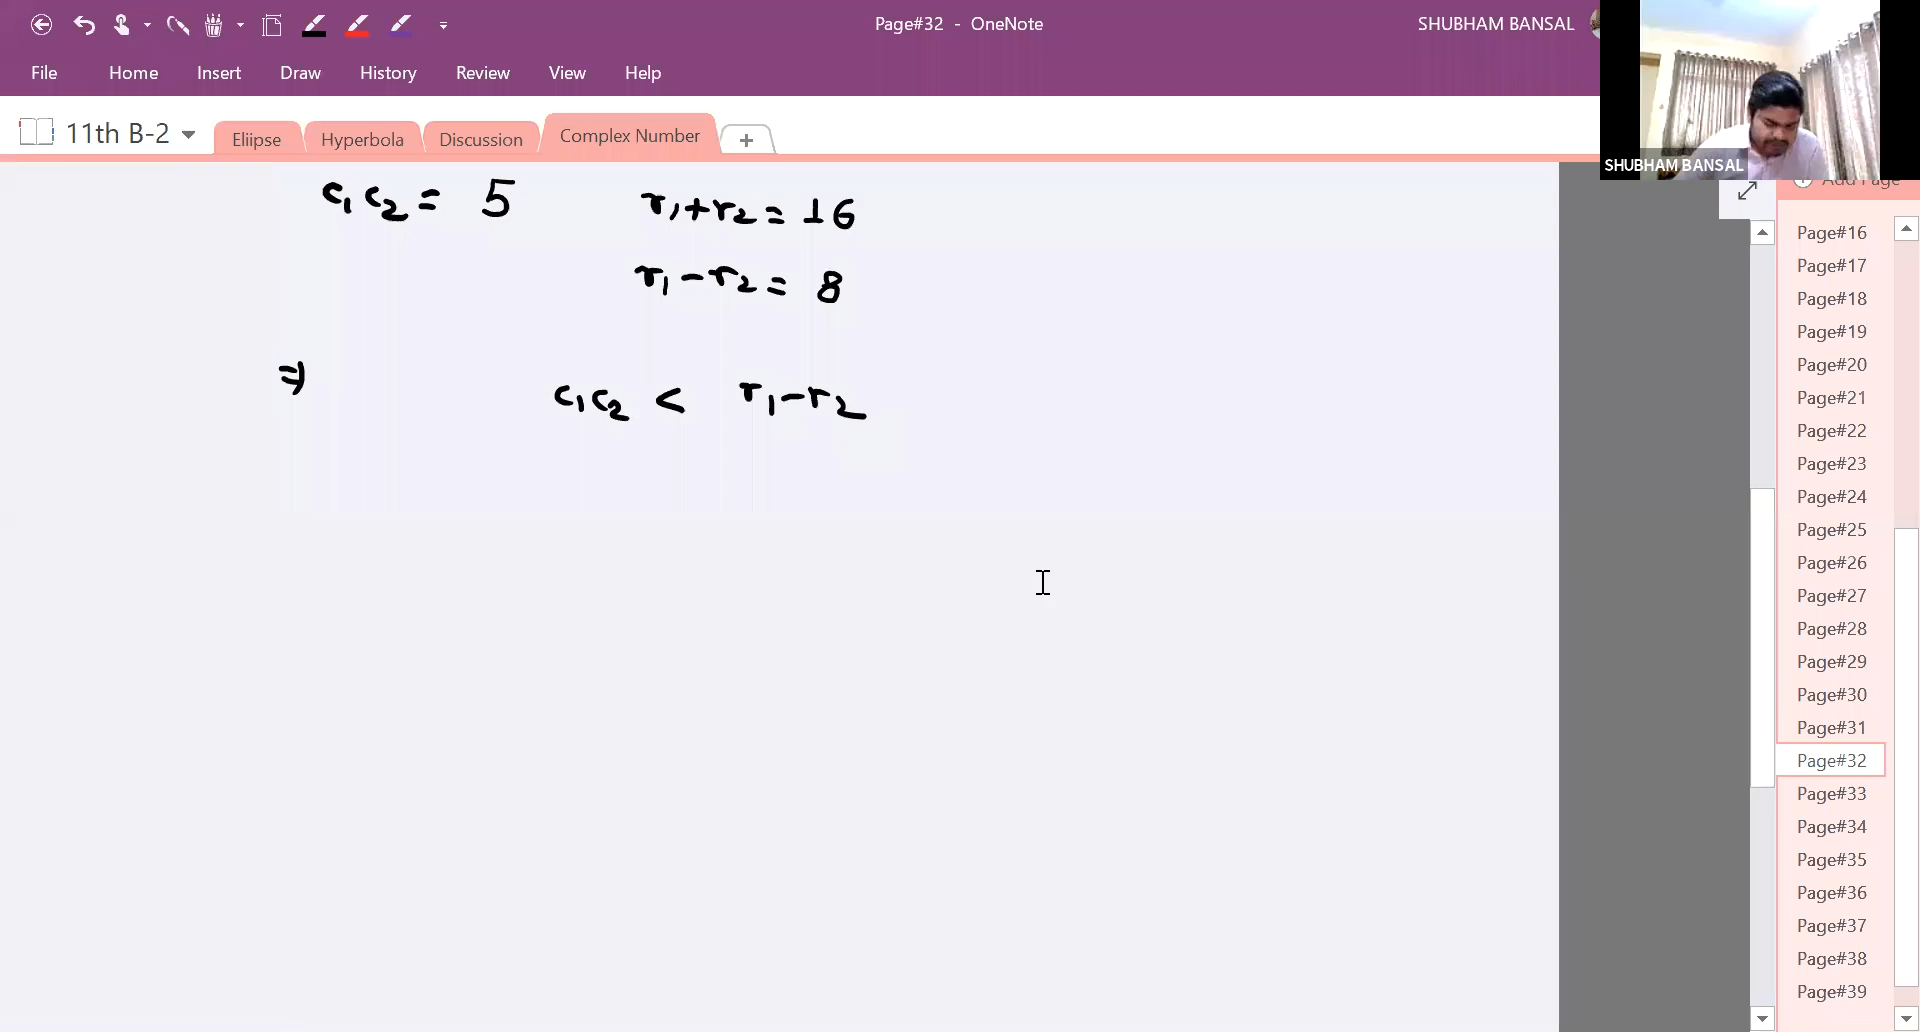 Page#32 - OneNote
SHUBHAM BANSAL
File Home Insert Draw History Review View Help
SHUBHAM BANSAL
11th B-2
Eliipse
Hyperbola
Discussion
Complex Number
+
Add Page
c₁c₂ = 5
r₁+r₂ = 16
r₁-r₂ = 8
⇒ c₁c₂ < r₁-r₂
Page#16
Page#17
Page#18
Page#19
Page#20
Page#21
Page#22
Page#23
Page#24
Page#25
Page#26
Page#27
Page#28
Page#29
Page#30
Page#31
Page#32
Page#33
Page#34
Page#35
Page#36
Page#37
Page#38
Page#39